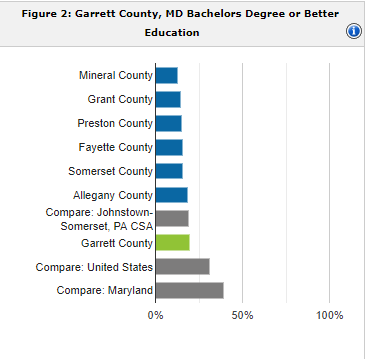 Figure 2: Garrett County, MD Bachelors Degree or Better
Education
i
Mineral County
Grant County
Preston County
Fayette County
Somerset County
Allegany County
Compare: Johnstown-
Somerset, PA CSA
Garrett County
Compare: United States
Compare: Maryland
0% 50% 100%